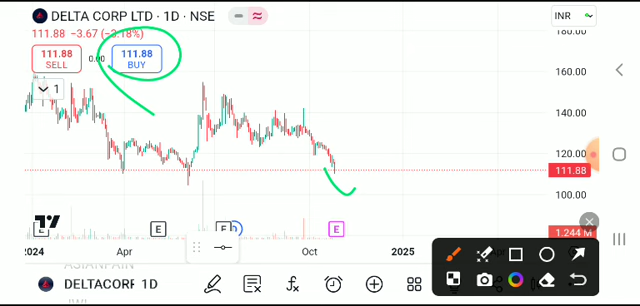 DELTA CORP LTD · 1D · NSE
INR
111.88 −3.67 (−3.18%)
180.00
111.88
SELL
0.00
111.88
BUY
1
160.00
140.00
120.00
111.88
100.00
1.244 M
E
E
E
D
E
2024
Apr
Oct
2025
ASIANPAIN
DELTACORP 1D